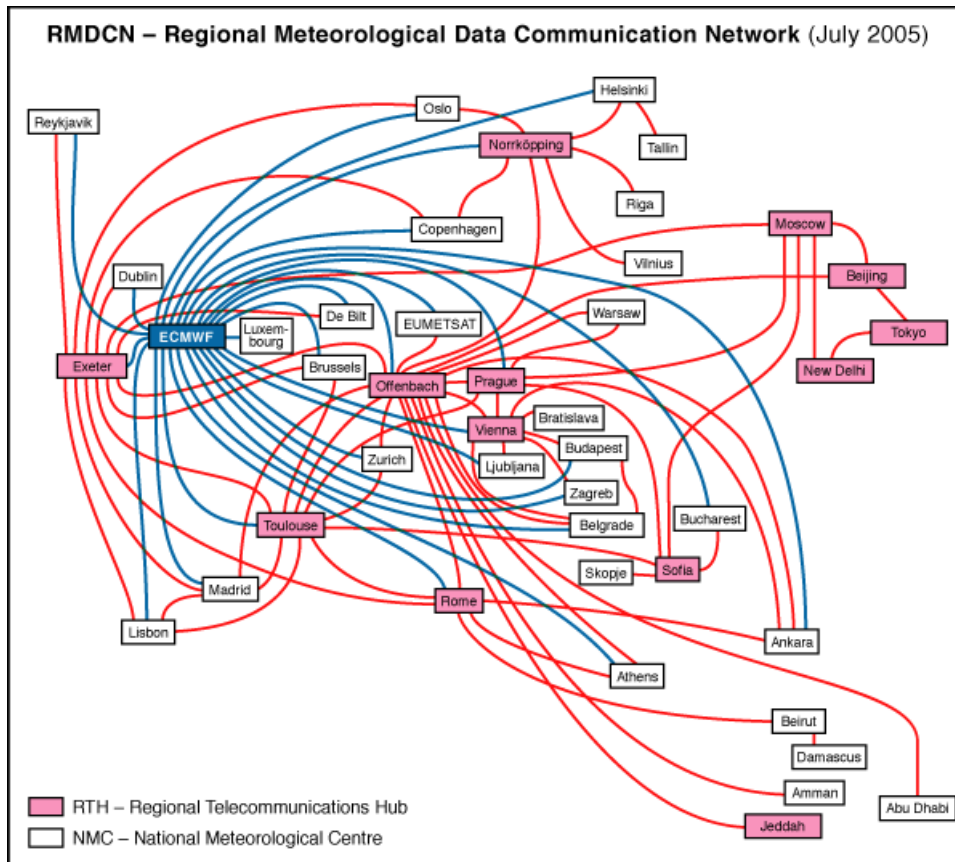 RMDCN – Regional Meteorological Data Communication Network (July 2005)
Helsinki
Oslo
Reykjavik
Norrköpping
Tallin
Riga
Copenhagen
Moscow
Vilnius
Dublin
Beijing
De Bilt
Warsaw
EUMETSAT
ECMWF
Luxem-
bourg
Tokyo
Exeter
Brussels
New Delhi
Offenbach
Prague
Bratislava
Vienna
Budapest
Zurich
Ljubljana
Zagreb
Toulouse
Belgrade
Bucharest
Skopje
Sofia
Madrid
Rome
Lisbon
Ankara
Athens
Beirut
Damascus
Amman
Abu Dhabi
Jeddah
RTH – Regional Telecommunications Hub
NMC – National Meteorological Centre